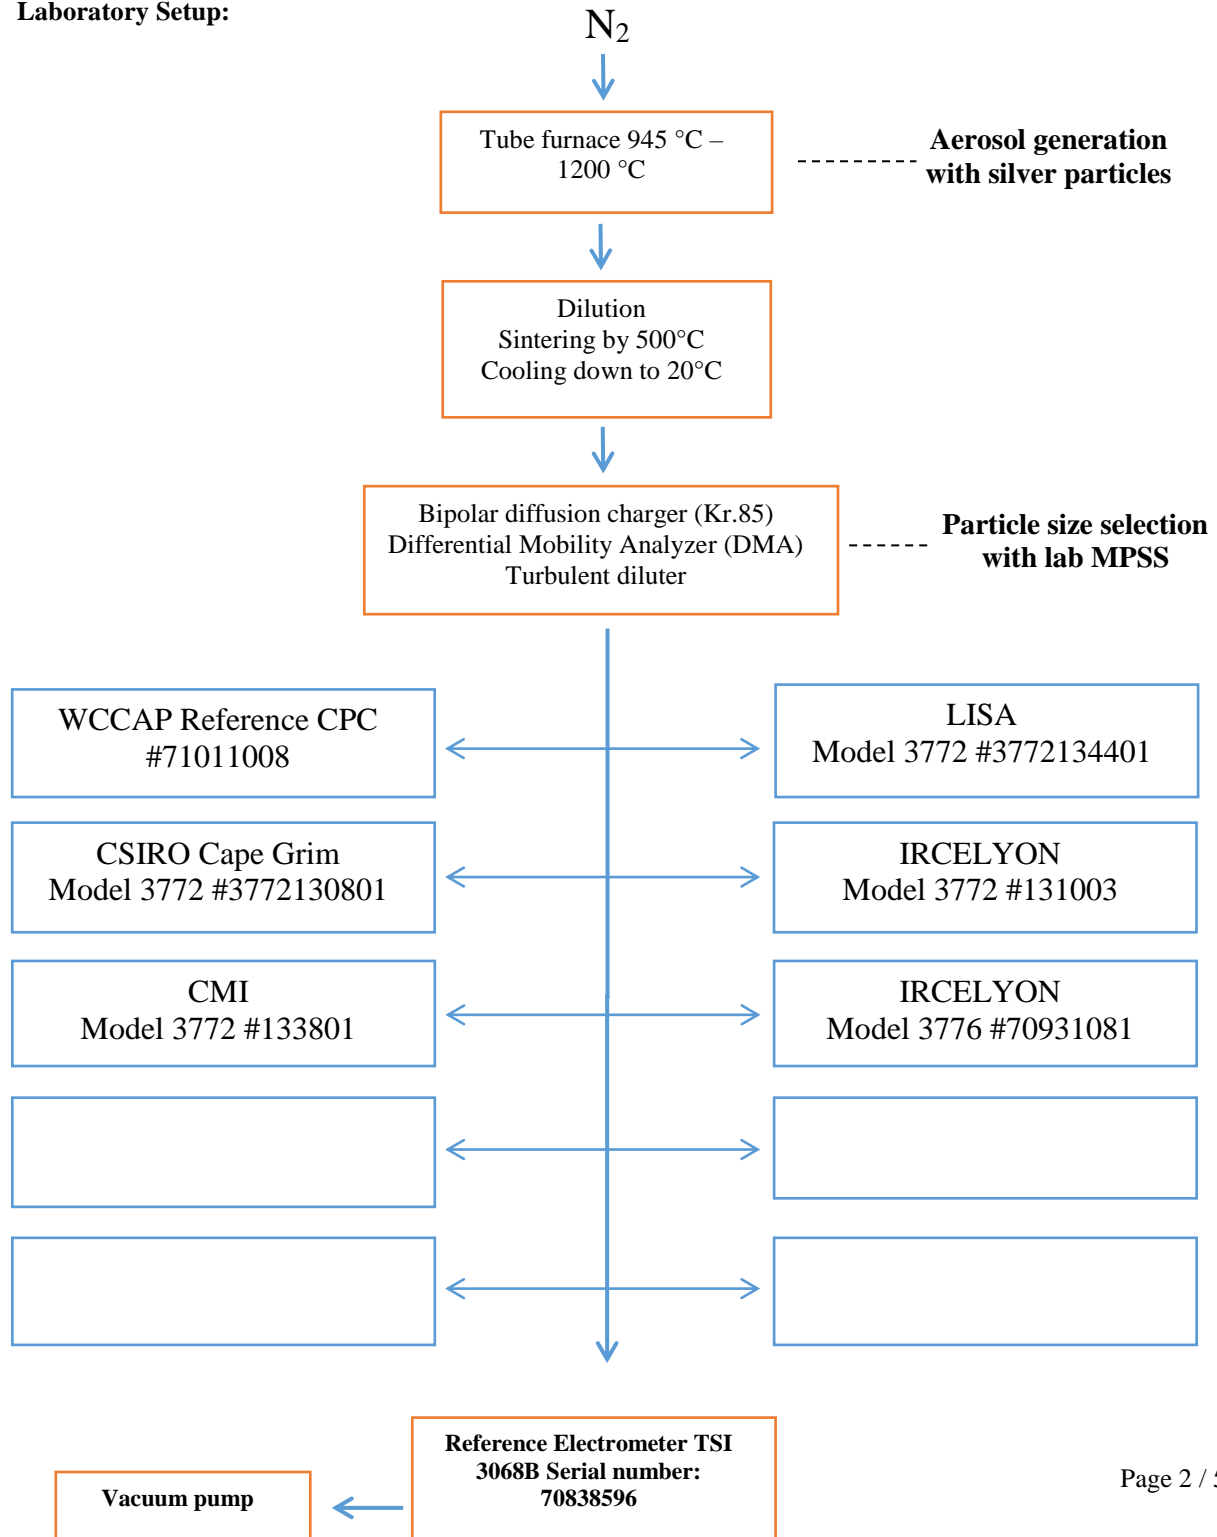 Laboratory Setup:
N₂
Tube furnace 945 °C –
1200 °C
Aerosol generation
with silver particles
Dilution
Sintering by 500°C
Cooling down to 20°C
Bipolar diffusion charger (Kr.85)
Differential Mobility Analyzer (DMA)
Turbulent diluter
Particle size selection
with lab MPSS
WCCAP Reference CPC
#71011008
LISA
Model 3772 #3772134401
CSIRO Cape Grim
Model 3772 #3772130801
IRCELYON
Model 3772 #131003
CMI
Model 3772 #133801
IRCELYON
Model 3776 #70931081
Reference Electrometer TSI
3068B Serial number:
70838596
Vacuum pump
Page 2 / 5